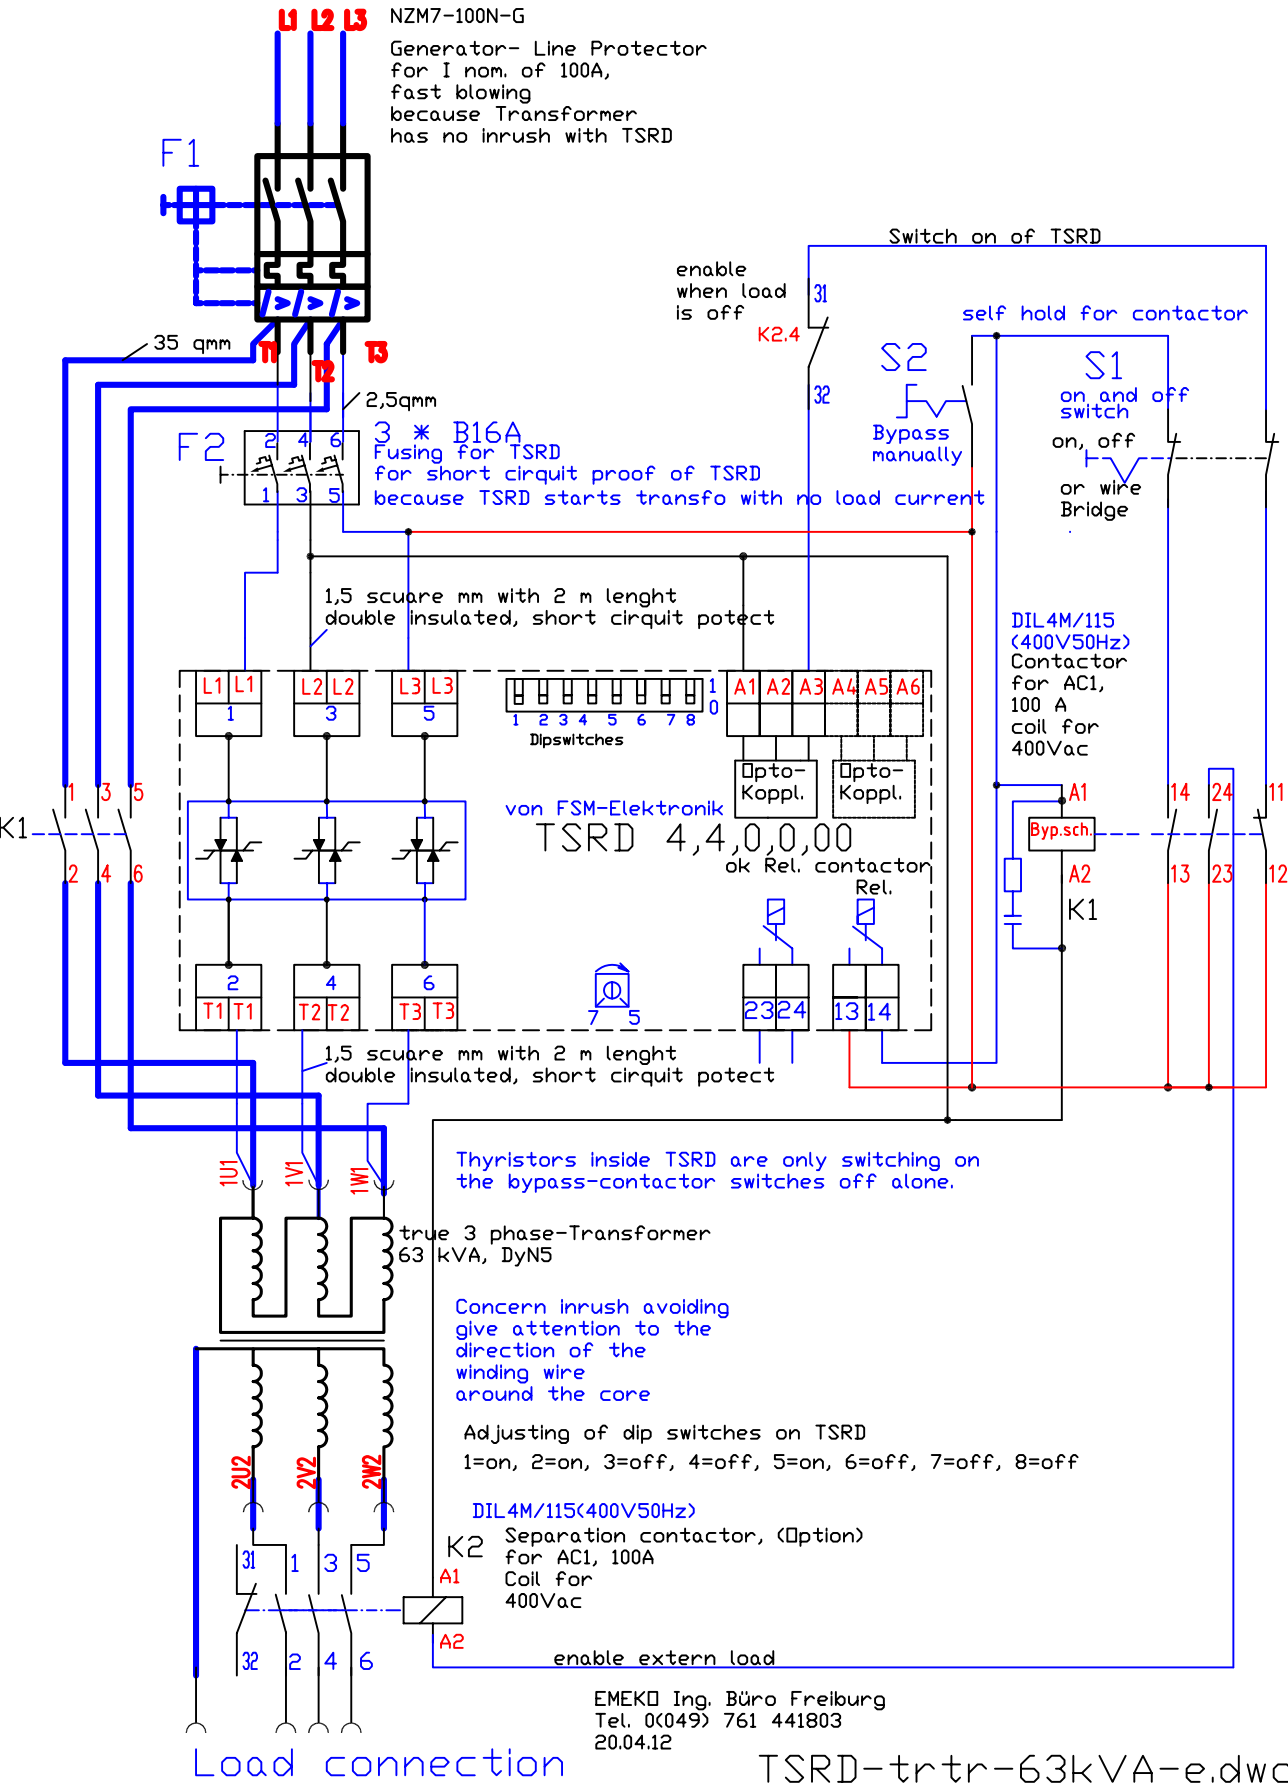 L1 L2 L3
NZM7-100N-G
Generator- Line Protector
for I nom. of 100A,
fast blowing
because Transformer
has no inrush with TSRD
F1
Switch on of TSRD
enable
when load
is off
31
K2.4
32
self hold for contactor
S2
Bypass
manually
S1
on and off
switch
on, off
or wire
Bridge
35 qmm
T1
T2
T3
2,5qmm
F2
2 4 6
1 3 5
3 * B16A
Fusing for TSRD
for short cirquit proof of TSRD
because TSRD starts transfo with no load current
1,5 scuare mm with 2 m lenght
double insulated, short cirquit potect
DIL4M/115
(400V50Hz)
Contactor
for AC1,
100 A
coil for
400Vac
L1 L1 L2 L2 L3 L3
1 3 5
1 2 3 4 5 6 7 8
1
0
Dipswitches
A1 A2 A3 A4 A5 A6
Opto-
Koppl.
Opto-
Koppl.
von FSM-Elektronik
TSRD 4,4,0,0,00
ok Rel. contactor
Rel.
K1
1 3 5
2 4 6
A1
Byp.sch.
A2
K1
14 24 11
13 23 12
2 4 6
T1 T1 T2 T2 T3 T3
7 5
23 24 13 14
1,5 scuare mm with 2 m lenght
double insulated, short cirquit potect
1U1 1V1 1W1
Thyristors inside TSRD are only switching on
the bypass-contactor switches off alone.
true 3 phase-Transformer
63 kVA, DyN5
Concern inrush avoiding
give attention to the
direction of the
winding wire
around the core
Adjusting of dip switches on TSRD
1=on, 2=on, 3=off, 4=off, 5=on, 6=off, 7=off, 8=off
2U2 2V2 2W2
DIL4M/115(400V50Hz)
K2
Separation contactor, (Option)
for AC1, 100A
Coil for
400Vac
31 1 3 5
A1
32 2 4 6
A2
enable extern load
EMEKO Ing. Büro Freiburg
Tel. 0(049) 761 441803
20.04.12
Load connection
TSRD-trtr-63kVA-e.dwc